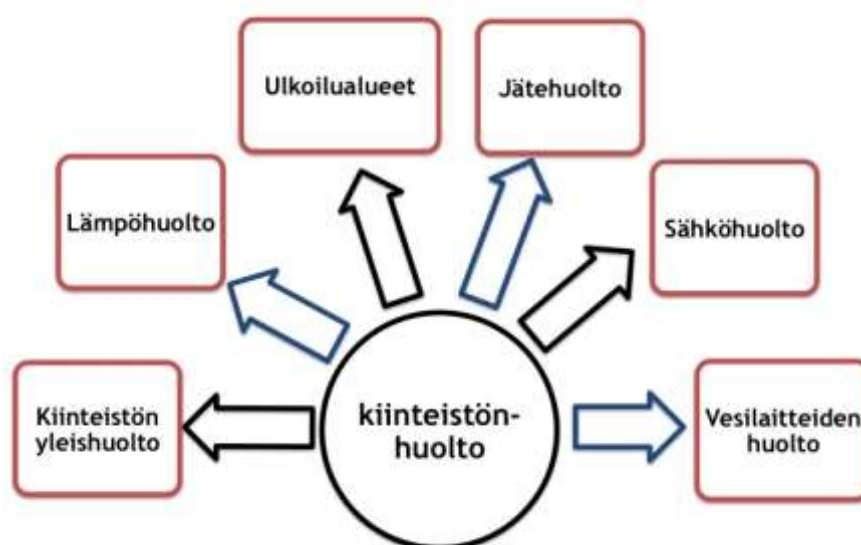 Ulkoilualueet
Jätehuolto
Lämpöhuolto
Sähköhuolto
Kiinteistön
yleishuolto
kiinteistön-
huolto
Vesilaitteiden
huolto